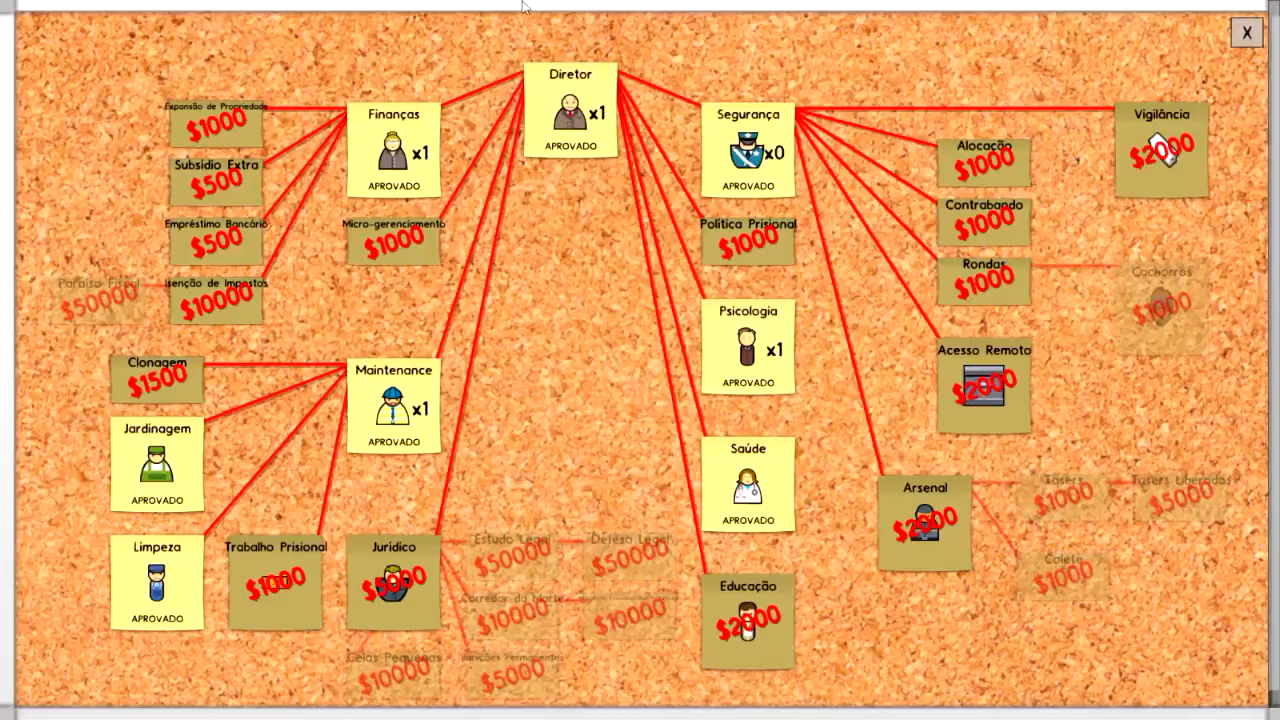 X
Diretor
x1
APROVADO
Expansão de Propriedade
$1000
Finanças
x1
APROVADO
Segurança
x0
APROVADO
Vigilância
$2000
Subsídio Extra
$500
Alocação
$1000
Empréstimo Bancário
$500
Micro-gerenciamento
$1000
Política Prisional
$1000
Contrabando
$1000
Paraíso Fiscal
$50000
Isenção de Impostos
$10000
Rondas
$1000
Cachorros
$1000
Psicologia
x1
APROVADO
Acesso Remoto
$2000
Clonagem
$1500
Maintenance
x1
APROVADO
Jardinagem
APROVADO
Saúde
APROVADO
Arsenal
$2000
Tasers
$1000
Tasers Liberados
$5000
Colete
$1000
Limpeza
APROVADO
Trabalho Prisional
$1000
Jurídico
$5000
Estudo Legal
$50000
Defesa Legal
$50000
Corredor da Morte
$10000
$10000
Educação
$2000
Celas Pequenas
$10000
Punições Permanentes
$5000